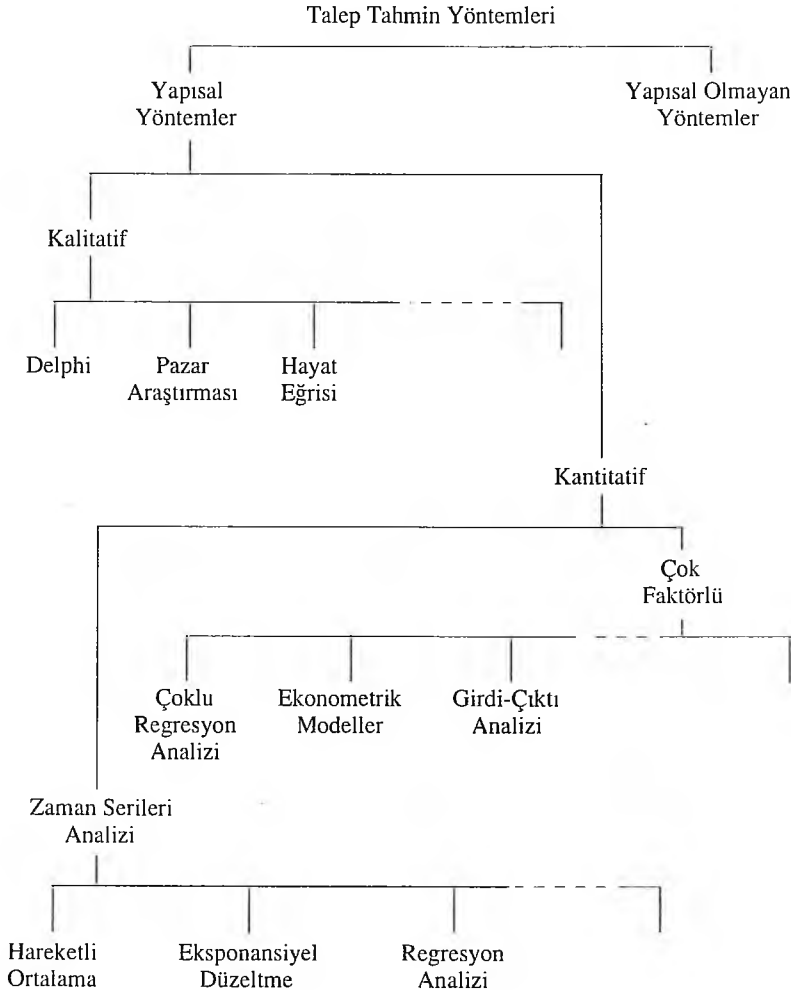 Talep Tahmin Yöntemleri
Yapısal
Yöntemler
Yapısal Olmayan
Yöntemler
Kalitatif
Delphi
Pazar
Araştırması
Hayat
Eğrisi
Kantitatif
Çok
Faktörlü
Çoklu
Regresyon
Analizi
Ekonometrik
Modeller
Girdi-Çıktı
Analizi
Zaman Serileri
Analizi
Hareketli
Ortalama
Eksponansiyel
Düzeltme
Regresyon
Analizi